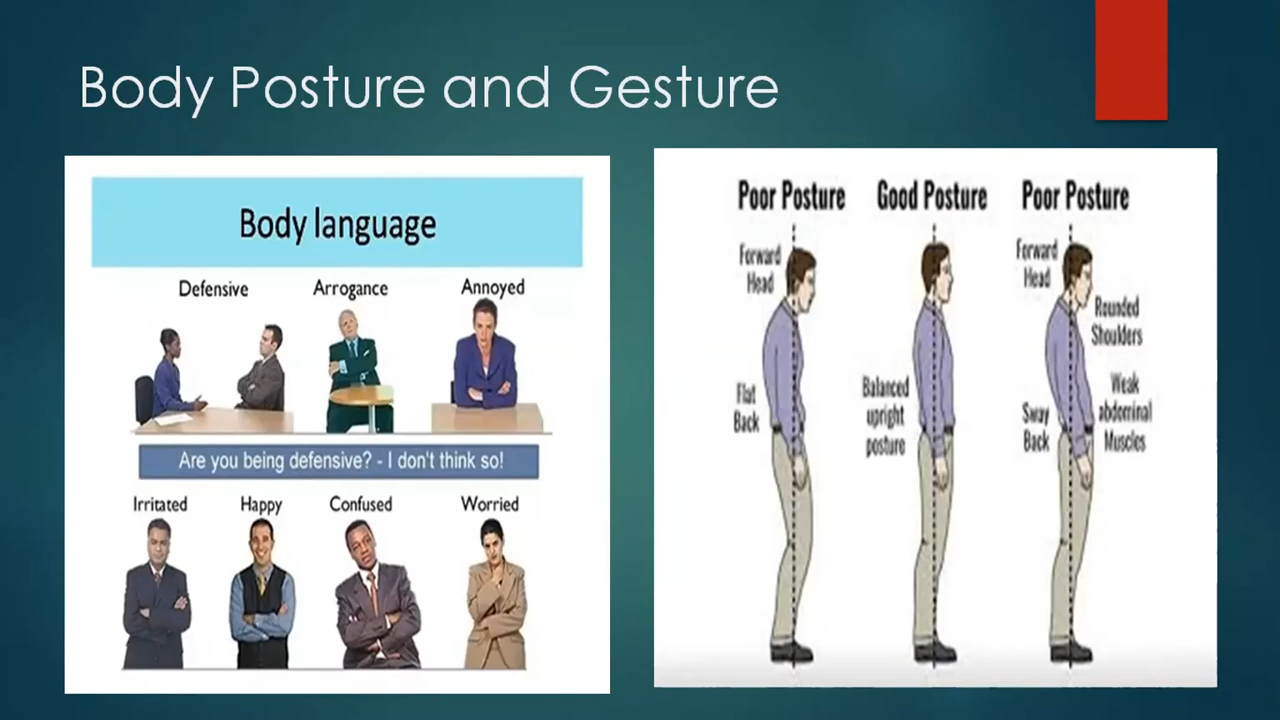 Body Posture and Gesture
Body language
Defensive
Arrogance
Annoyed
Are you being defensive? - I don't think so!
Irritated
Happy
Confused
Worried
Poor Posture
Good Posture
Poor Posture
Forward
Head
Flat
Back
Balanced
upright
posture
Forward
Head
Rounded
Shoulders
Sway
Back
Weak
abdominal
Muscles